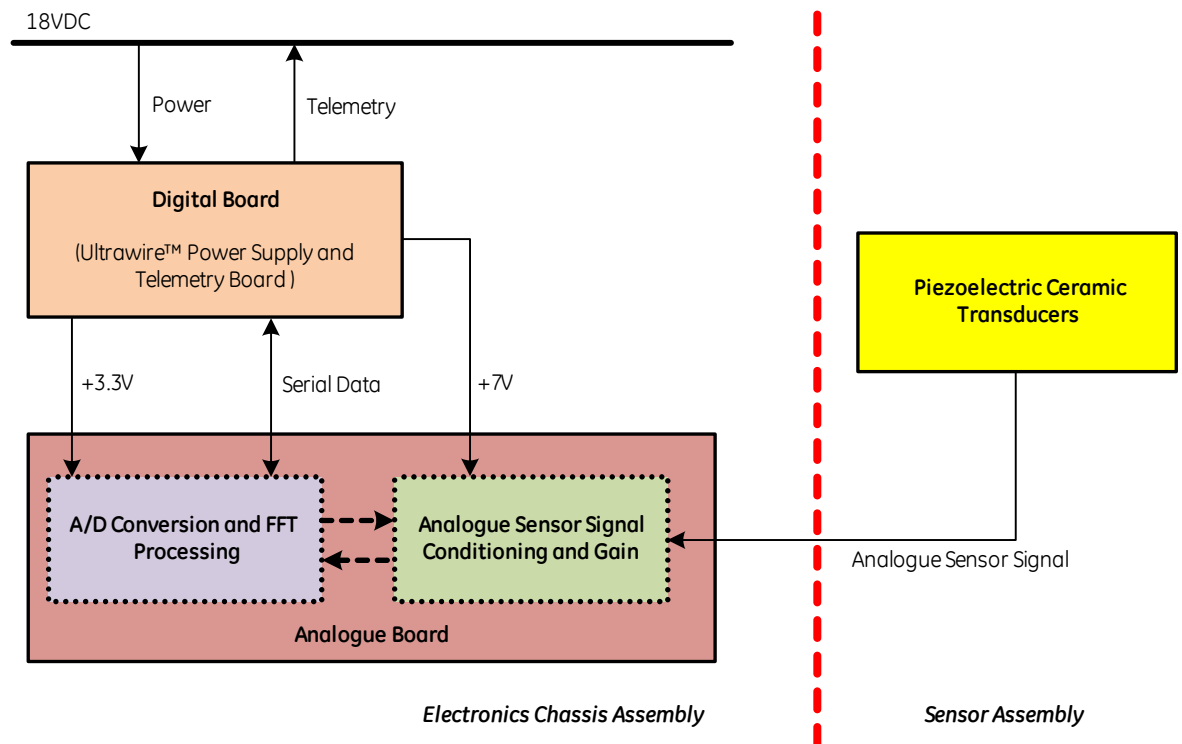 18VDC
Power
Telemetry
Digital Board
(Ultrawire™ Power Supply and
Telemetry Board )
Piezoelectric Ceramic
Transducers
+3.3V
Serial Data
+7V
A/D Conversion and FFT
Processing
Analogue Sensor Signal
Conditioning and Gain
Analogue Sensor Signal
Analogue Board
Electronics Chassis Assembly
Sensor Assembly